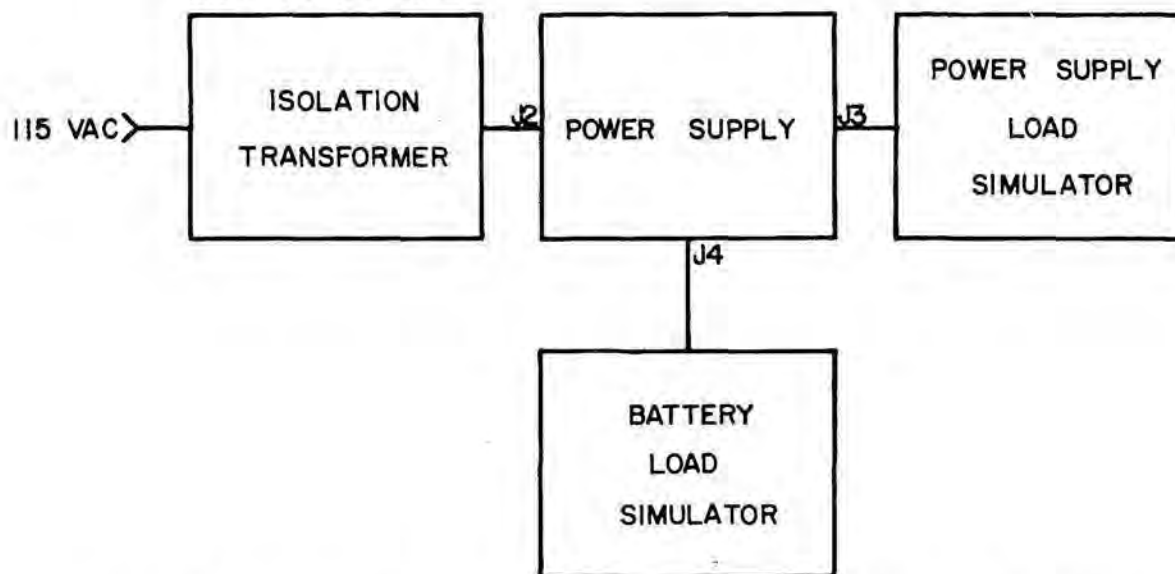 115 VAC
ISOLATION
TRANSFORMER
J2
POWER SUPPLY
J3
POWER SUPPLY
LOAD
SIMULATOR
J4
BATTERY
LOAD
SIMULATOR